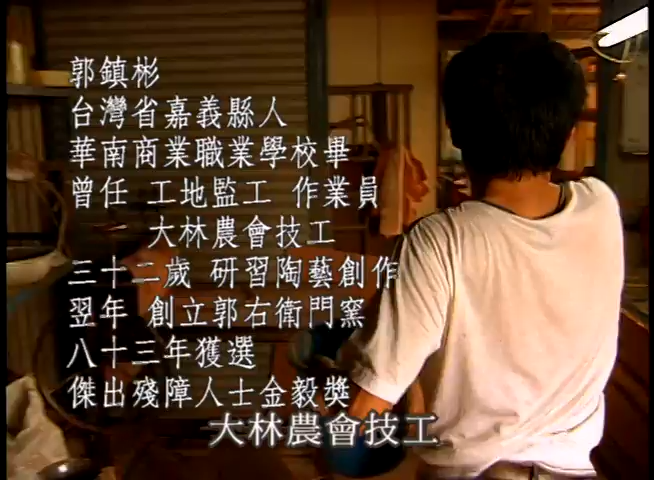 郭鎮彬
台灣省嘉義縣人
華南商業職業學校畢
曾任 工地監工 作業員
大林農會技工
三十二歲 研習陶藝創作
翌年 創立郭右衛門窯
八十三年獲選
傑出殘障人士金毅獎
大林農會技工